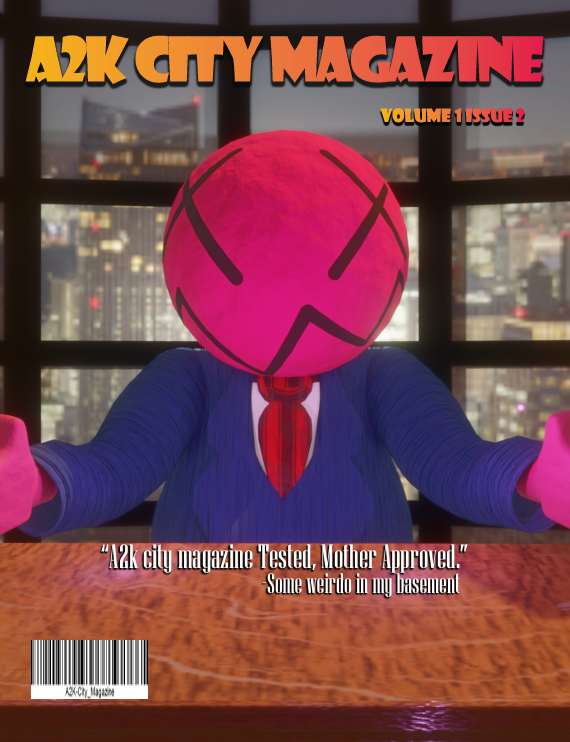 A2K CITY MAGAZINE
VOLUME 1 ISSUE 2
“A2k city magazine Tested, Mother Approved.”
-Some weirdo in my basement
A2K-City_Magazine